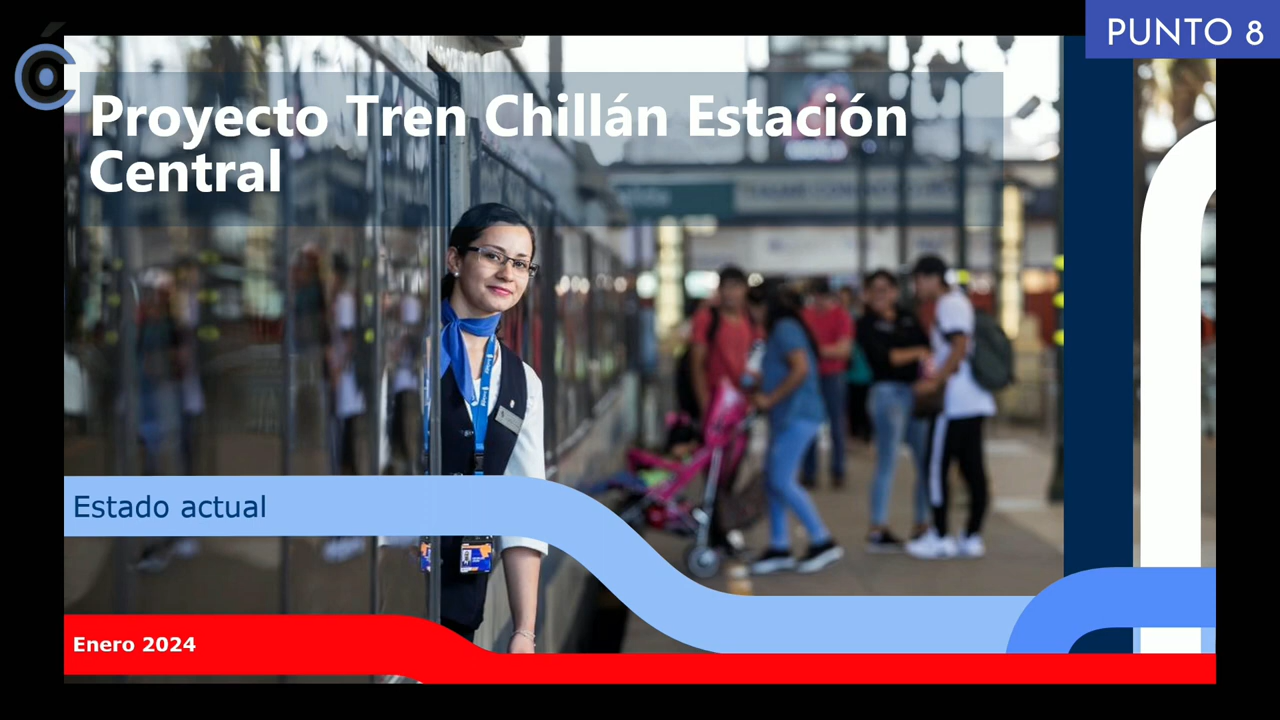 PUNTO 8
Proyecto Tren Chillán Estación
Central
Estado actual
Enero 2024